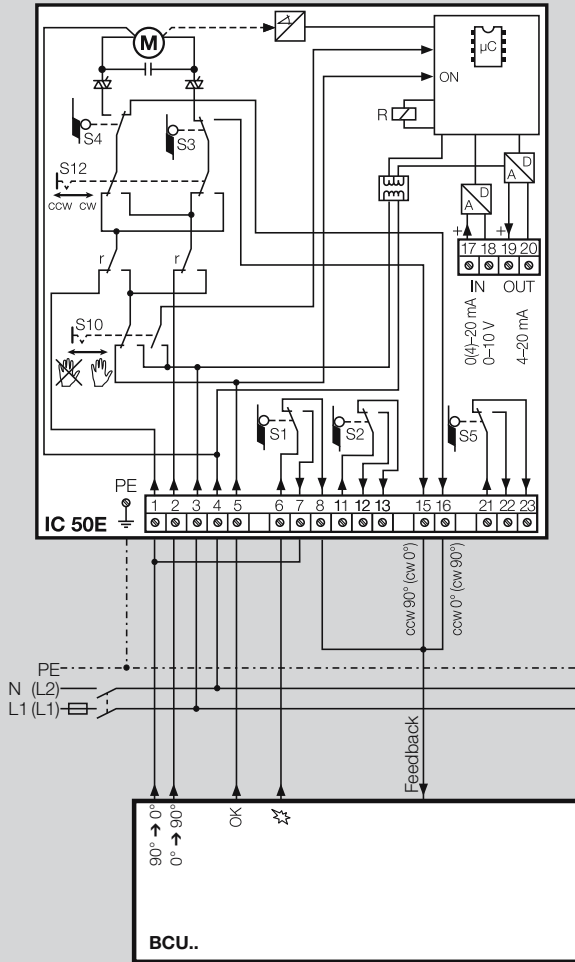 M
µC
ON
R
S4
S3
S12
ccw cw
D
A
D
A
+
+
17 18 19 20
IN OUT
0(4)–20 mA
0–10 V
4–20 mA
r
r
S10
S1
S2
S5
PE
1 2 3 4 5 6 7 8 11 12 13 15 16 21 22 23
IC 50E
ccw 90° (cw 0°)
ccw 0° (cw 90°)
PE
N (L2)
L1 (L1)
Feedback
90° → 0°
0° → 90°
OK
BCU..